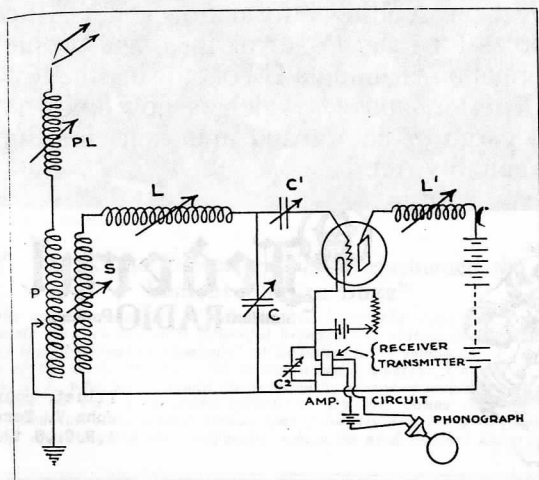 PL
L
C'
L'
P
S
C
RECEIVER
TRANSMITTER
C2
AMP. CIRCUIT
PHONOGRAPH